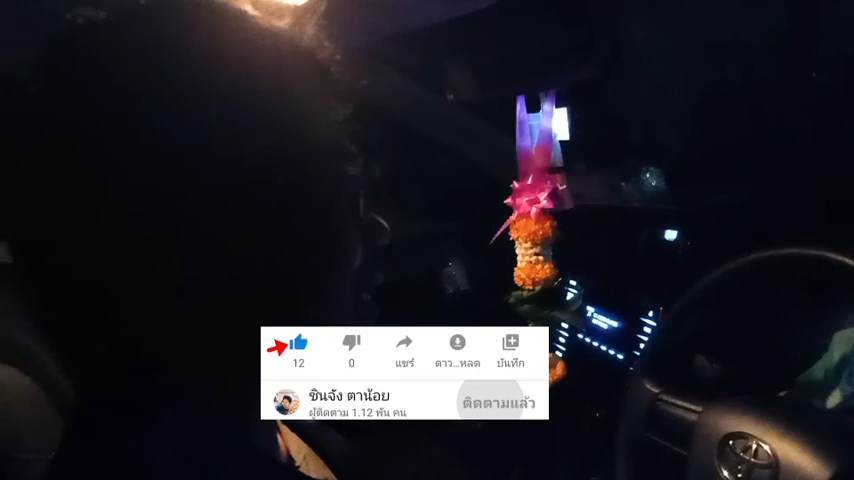 12
0
แชร์
ดาว...หลด
บันทึก
ชินจัง ตาน้อย
ผู้ติดตาม 1.12 พัน คน
ติดตามแล้ว